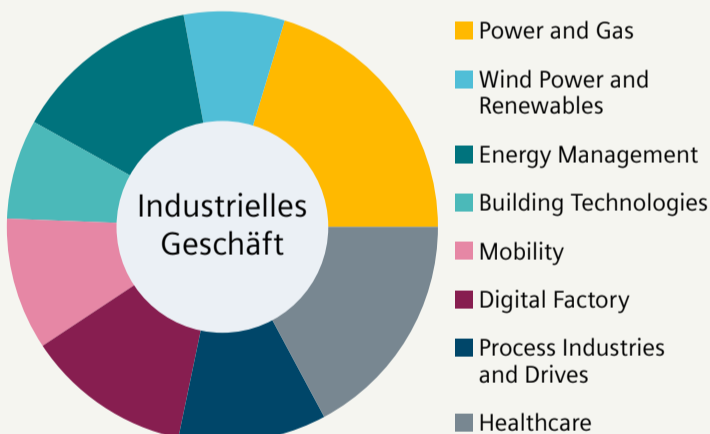 Industrielles
Geschäft
Power and Gas
Wind Power and
Renewables
Energy Management
Building Technologies
Mobility
Digital Factory
Process Industries
and Drives
Healthcare